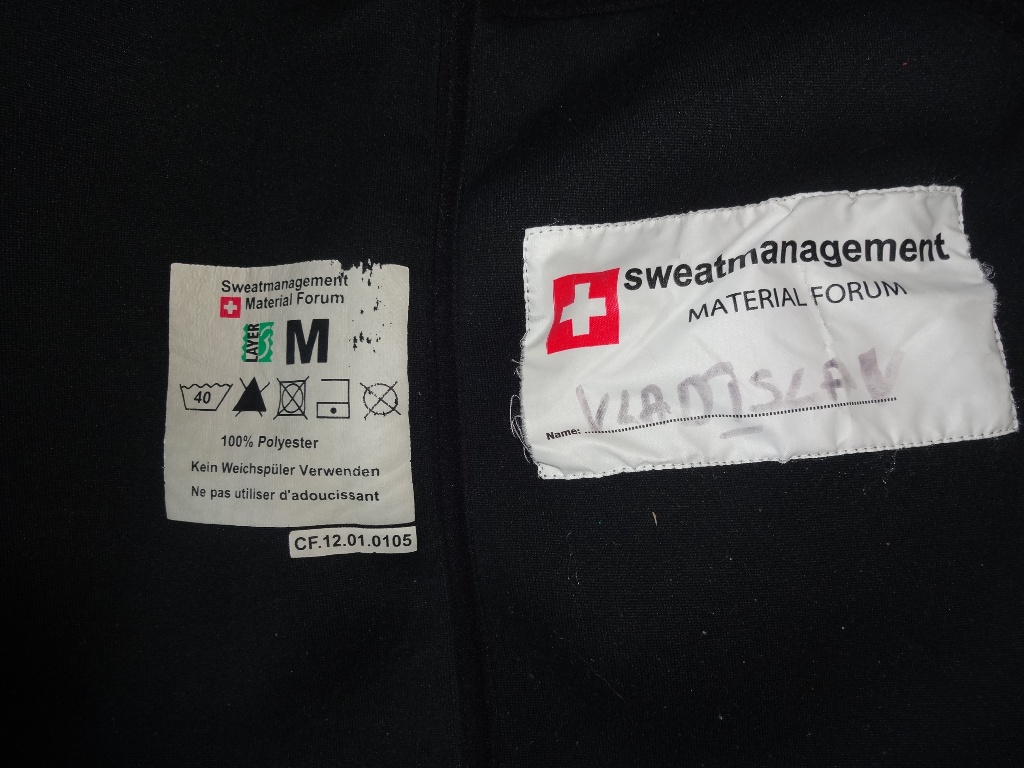 Sweatmanagement
Material Forum
LAYER
M
40
100% Polyester
Kein Weichspüler Verwenden
Ne pas utiliser d'adoucissant
CF.12.01.0105
sweatmanagement
MATERIAL FORUM
Name: VLADISLAV